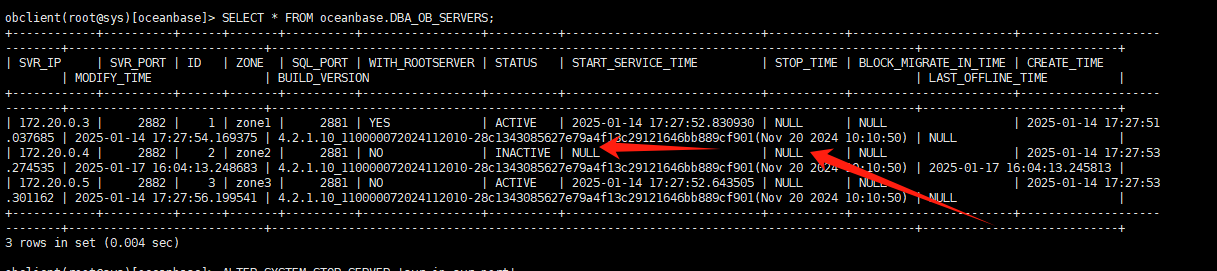 obclient(root@sys)[oceanbase]> SELECT * FROM oceanbase.DBA_OB_SERVERS;
| SVR_IP | SVR_PORT | ID | ZONE | SQL_PORT | WITH_ROOTSERVER | STATUS | START_SERVICE_TIME | STOP_TIME | BLOCK_MIGRATE_IN_TIME | CREATE_TIME
| MODIFY_TIME | BUILD_VERSION | LAST_OFFLINE_TIME |
| 172.20.0.3 | 2882 | 1 | zone1 | 2881 | YES | ACTIVE | 2025-01-14 17:27:52.830930 | NULL | NULL | 2025-01-14 17:27:51
.037685 | 2025-01-14 17:27:54.169375 | 4.2.1.10_110000072024112010-28c1343085627e79a4f13c29121646bb889cf901(Nov 20 2024 10:10:50) | NULL |
| 172.20.0.4 | 2882 | 2 | zone2 | 2881 | NO | INACTIVE | NULL | NULL | NULL | 2025-01-14 17:27:53
.274535 | 2025-01-17 16:04:13.248683 | 4.2.1.10_110000072024112010-28c1343085627e79a4f13c29121646bb889cf901(Nov 20 2024 10:10:50) | 2025-01-17 16:04:13.245813 |
| 172.20.0.5 | 2882 | 3 | zone3 | 2881 | NO | ACTIVE | 2025-01-14 17:27:52.643505 | NULL | NULL | 2025-01-14 17:27:53
.301162 | 2025-01-14 17:27:56.199541 | 4.2.1.10_110000072024112010-28c1343085627e79a4f13c29121646bb889cf901(Nov 20 2024 10:10:50) | NULL |
3 rows in set (0.004 sec)